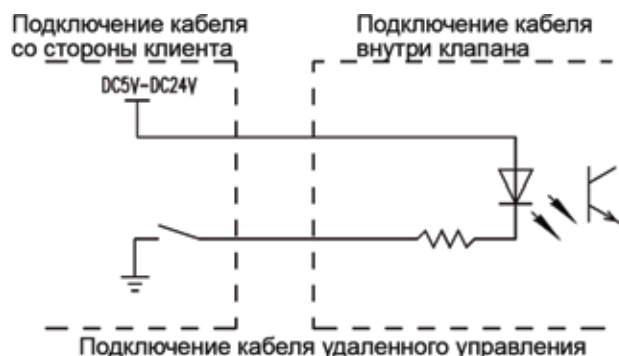 Подключение кабеля
со стороны клиента
Подключение кабеля
внутри клапана
DC5V-DC24V
Подключение кабеля удаленного управления